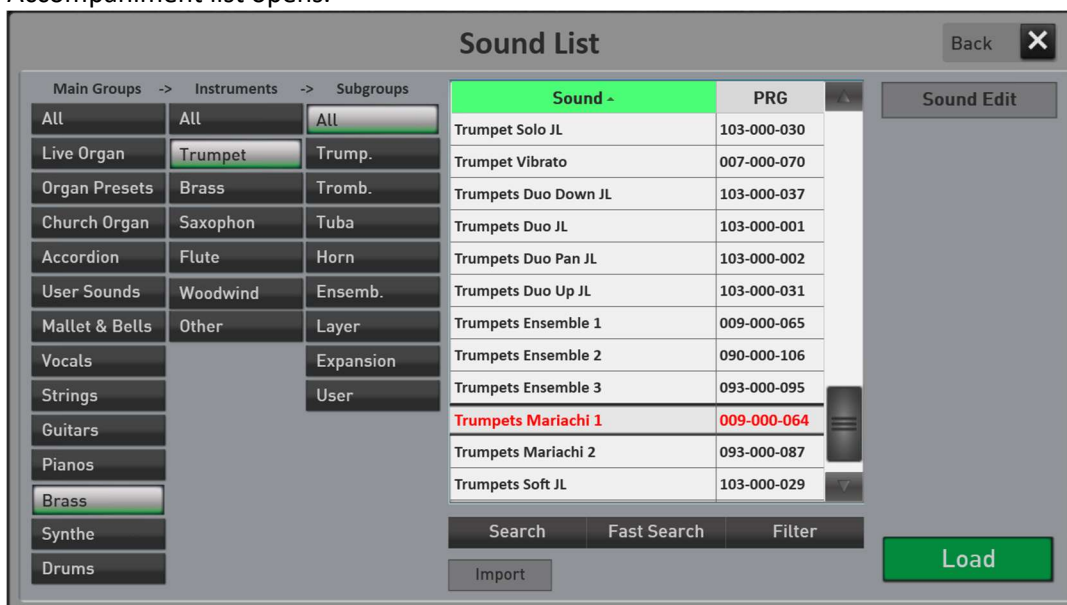 Accompaniment list opens.
Sound List
Back
Main Groups -> Instruments -> Subgroups
All
Live Organ
Organ Presets
Church Organ
Accordion
User Sounds
Mallet & Bells
Vocals
Strings
Guitars
Pianos
Brass
Synthe
Drums
All
Trumpet
Brass
Saxophon
Flute
Woodwind
Other
All
Trump.
Tromb.
Tuba
Horn
Ensemb.
Layer
Expansion
User
Sound PRG
Trumpet Solo JL 103-000-030
Trumpet Vibrato 007-000-070
Trumpets Duo Down JL 103-000-037
Trumpets Duo JL 103-000-001
Trumpets Duo Pan JL 103-000-002
Trumpets Duo Up JL 103-000-031
Trumpets Ensemble 1 009-000-065
Trumpets Ensemble 2 090-000-106
Trumpets Ensemble 3 093-000-095
Trumpets Mariachi 1 009-000-064
Trumpets Mariachi 2 093-000-087
Trumpets Soft JL 103-000-029
Search Fast Search Filter
Import
Sound Edit
Load